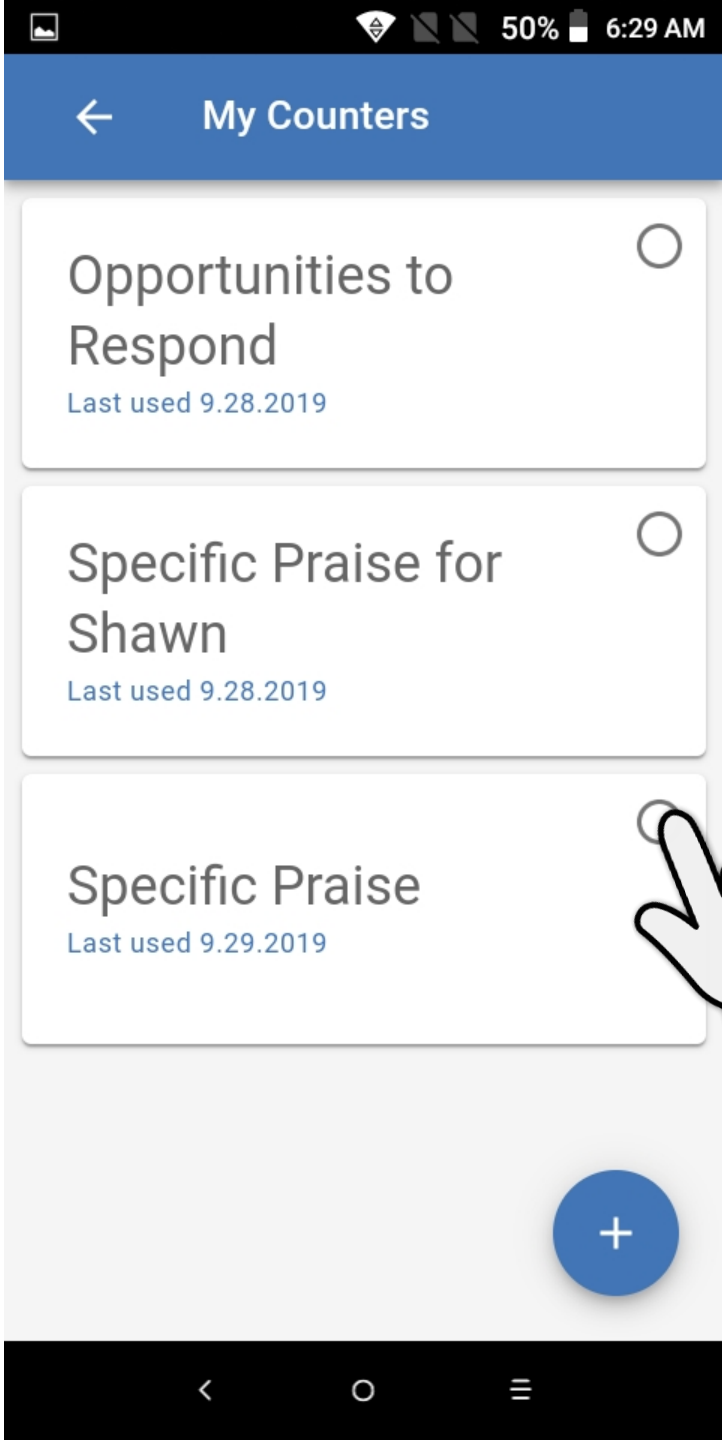 50% 6:29 AM
My Counters
Opportunities to
Respond
Last used 9.28.2019
Specific Praise for
Shawn
Last used 9.28.2019
Specific Praise
Last used 9.29.2019
+